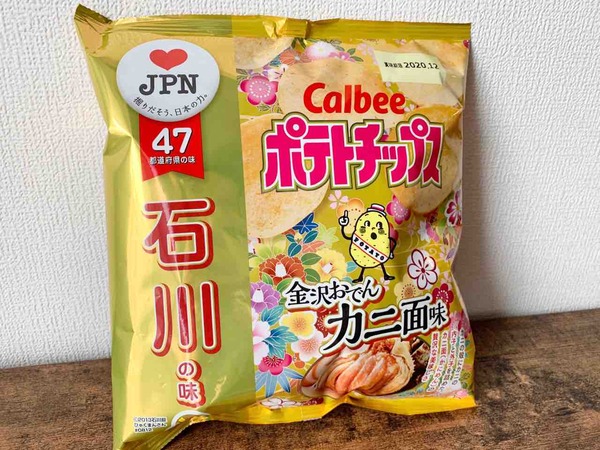 ♥
JPN
掘りだそう、日本の力。
47
都道府県の味
石川の味
賞味期限 2020.12
Calbee
ポテトチップス
POTATO
金沢おでん
カニ面味